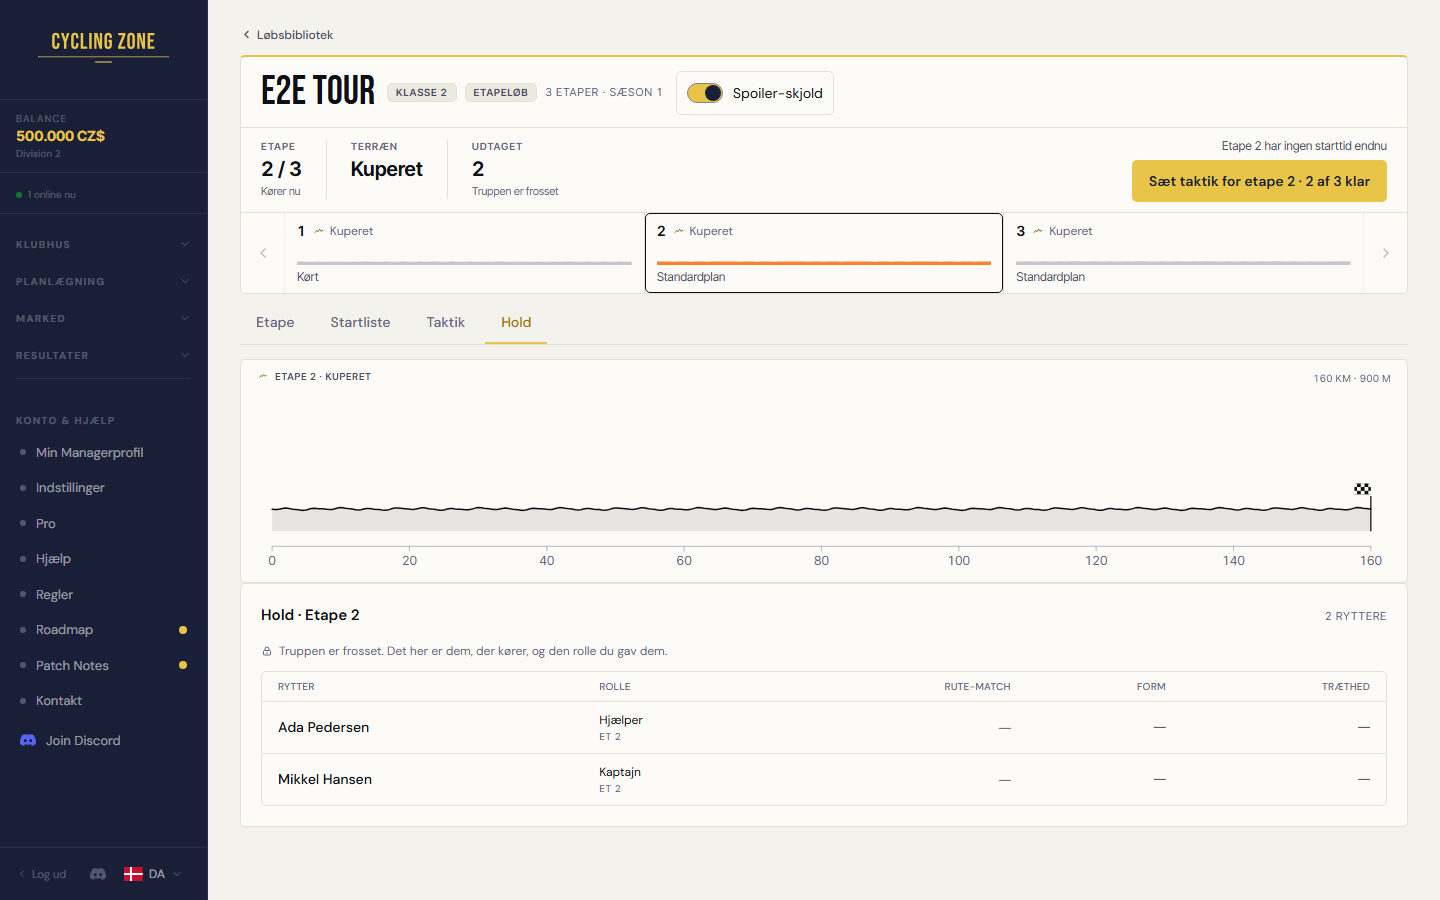 CYCLING ZONE
BALANCE
500.000 CZ$
Division 2
1 online nu
KLUBHUS
PLANLÆGNING
MARKED
RESULTATER
KONTO & HJÆLP
Min Managerprofil
Indstillinger
Pro
Hjælp
Regler
Roadmap
Patch Notes
Kontakt
Join Discord
Log ud
DA
Løbsbibliotek
E2E TOUR KLASSE 2 ETAPELØB 3 ETAPER · SÆSON 1 Spoiler-skjold
ETAPE
2 / 3
Kører nu
TERRÆN
Kuperet
UDTAGET
2
Truppen er frosset
Etape 2 har ingen starttid endnu
Sæt taktik for etape 2 · 2 af 3 klar
1 Kuperet
Kørt
2 Kuperet
Standardplan
3 Kuperet
Standardplan
Etape Startliste Taktik Hold
ETAPE 2 · KUPERET 160 KM · 900 M
0 20 40 60 80 100 120 140 160
Hold · Etape 2 2 RYTTERE
Truppen er frosset. Det her er dem, der kører, og den rolle du gav dem.
RYTTER ROLLE RUTE-MATCH FORM TRÆTHED
Ada Pedersen Hjælper — — —
ET 2
Mikkel Hansen Kaptajn — — —
ET 2